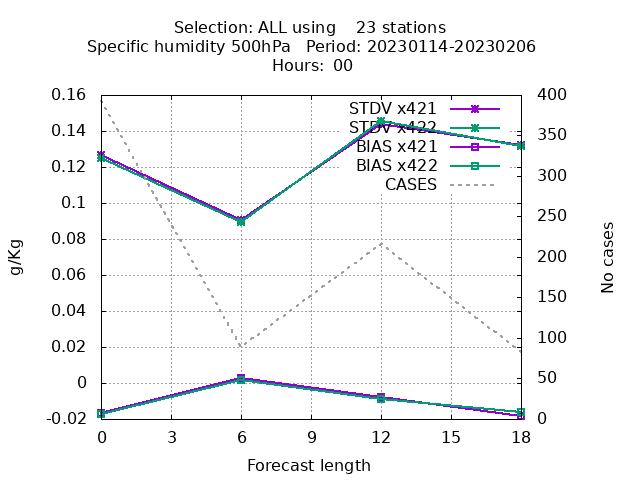 Selection: ALL using    23 stations
Specific humidity 500hPa   Period: 20230114-20230206
Hours:  00
0.16
0.14
0.12
0.1
0.08
0.06
0.04
0.02
0
-0.02
g/Kg
STDV x421
STDV x422
BIAS x421
BIAS x422
CASES
400
350
300
250
200
150
100
50
0
No cases
0 3 6 9 12 15 18
Forecast length